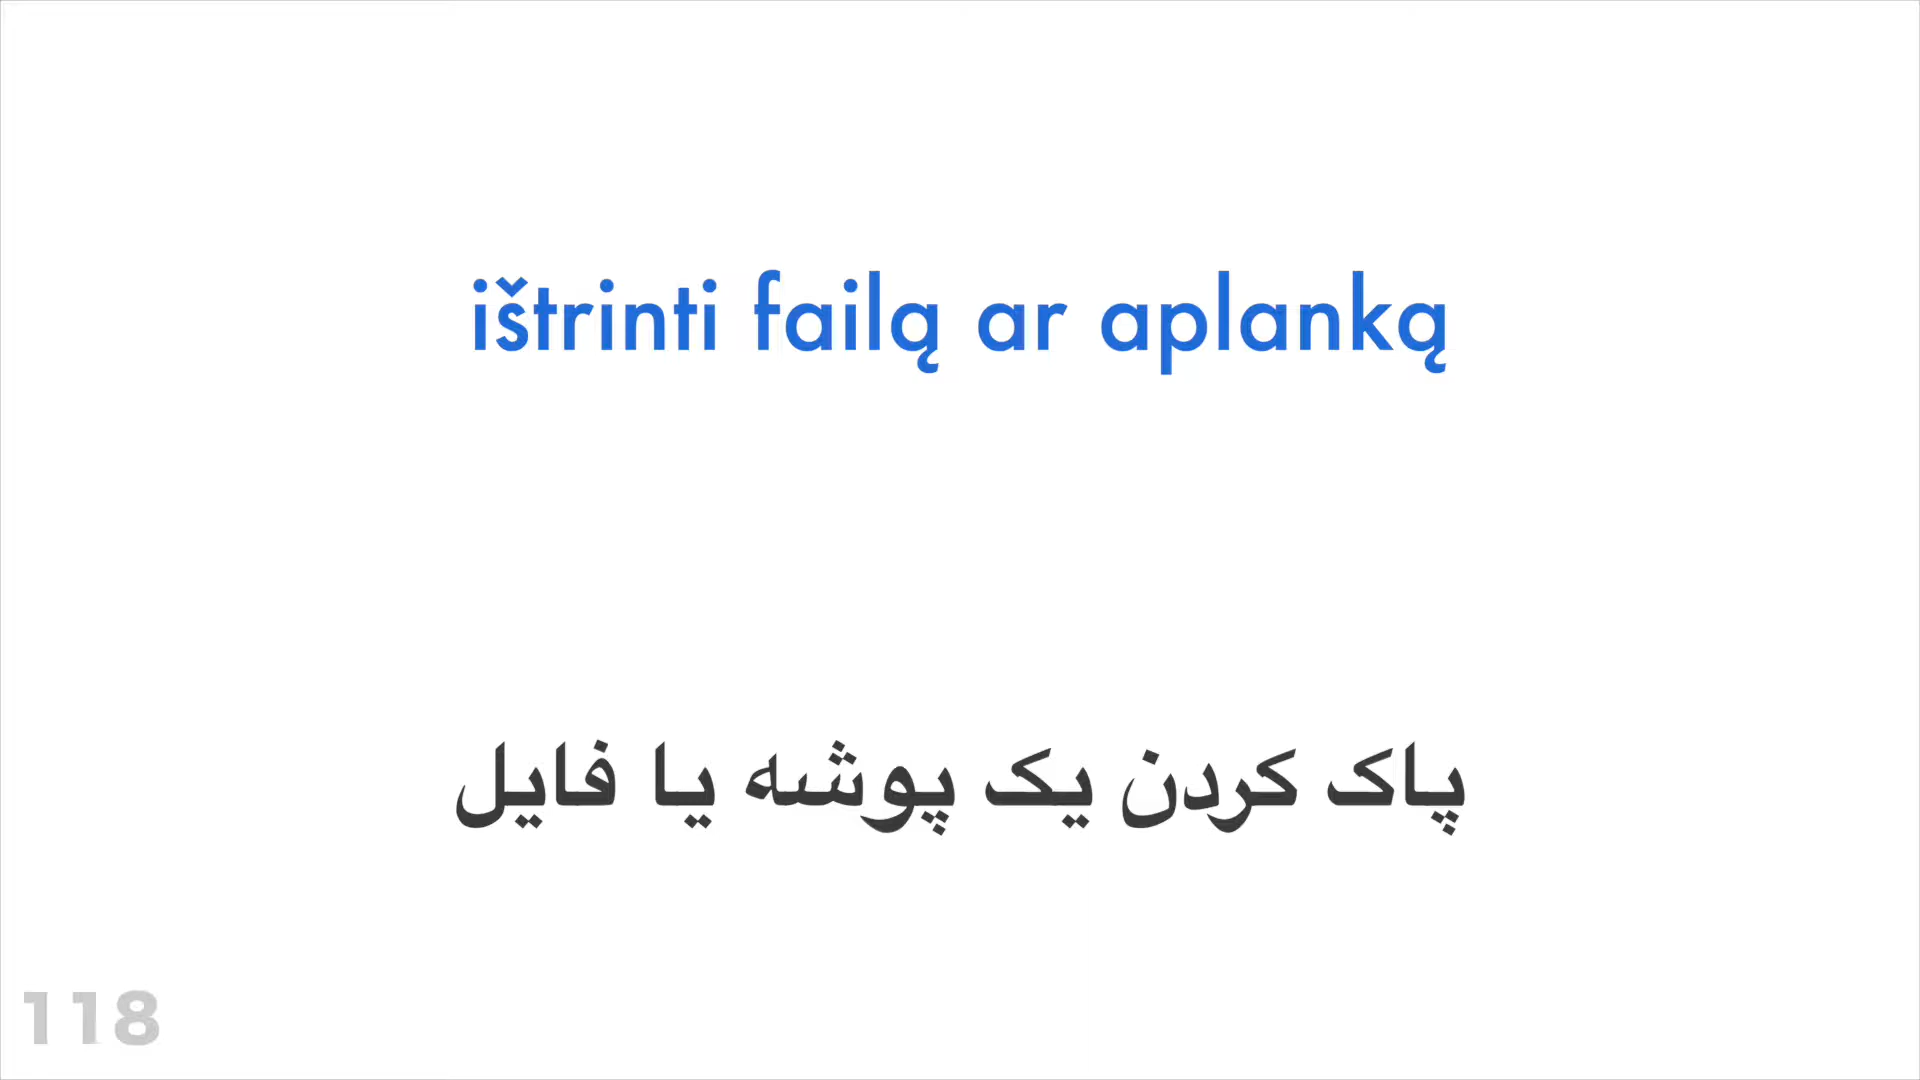 ištrinti failą ar aplanką
پاک کردن یک پوشه یا فایل
118